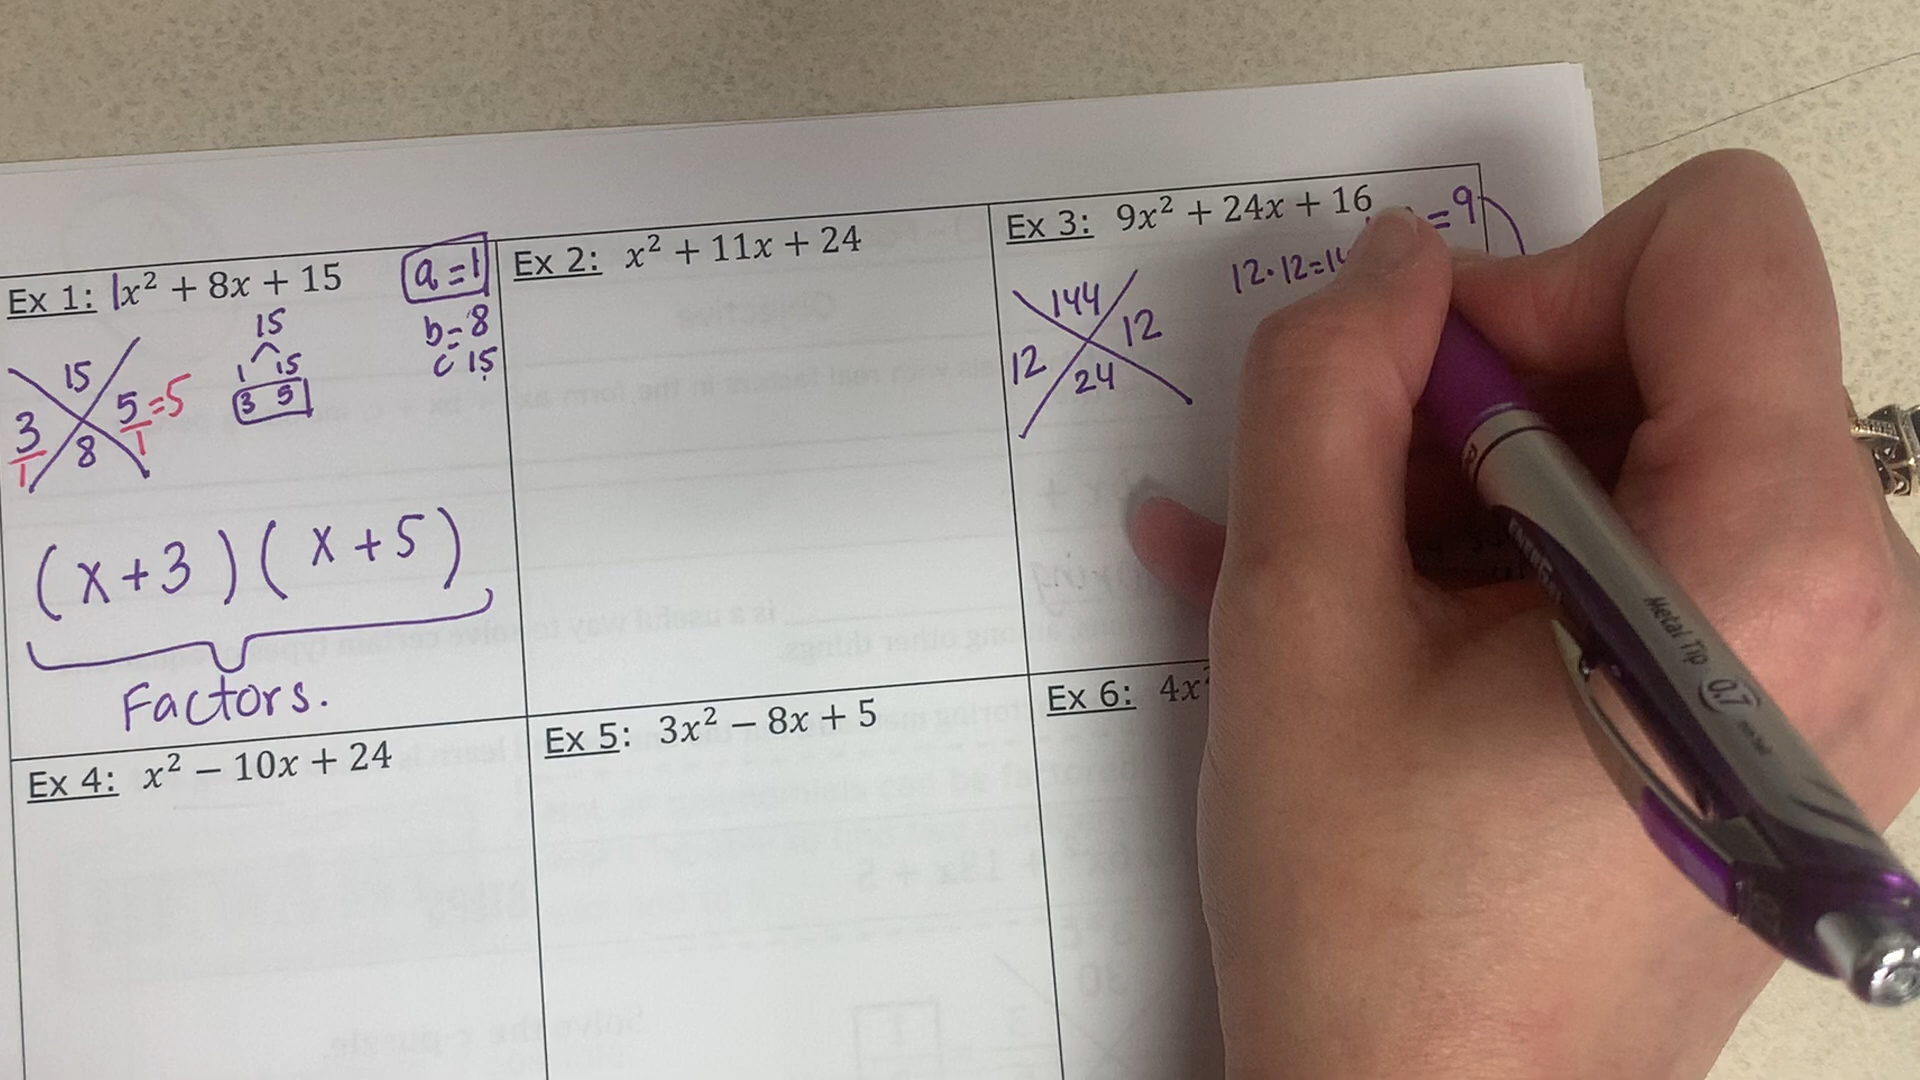 Ex 1: 1x² + 8x + 15
a = 1
b = 8
c 15
15
1 15
3 5
15
3/1 5/1 = 5
8
(x + 3)(x + 5)
Factors.
Ex 2: x² + 11x + 24
Ex 3: 9x² + 24x + 16
= 9
12 · 12 = 14
144
12 12
24
Ex 4: x² − 10x + 24
Ex 5: 3x² − 8x + 5
Ex 6: 4x
Metal Tip 0.7